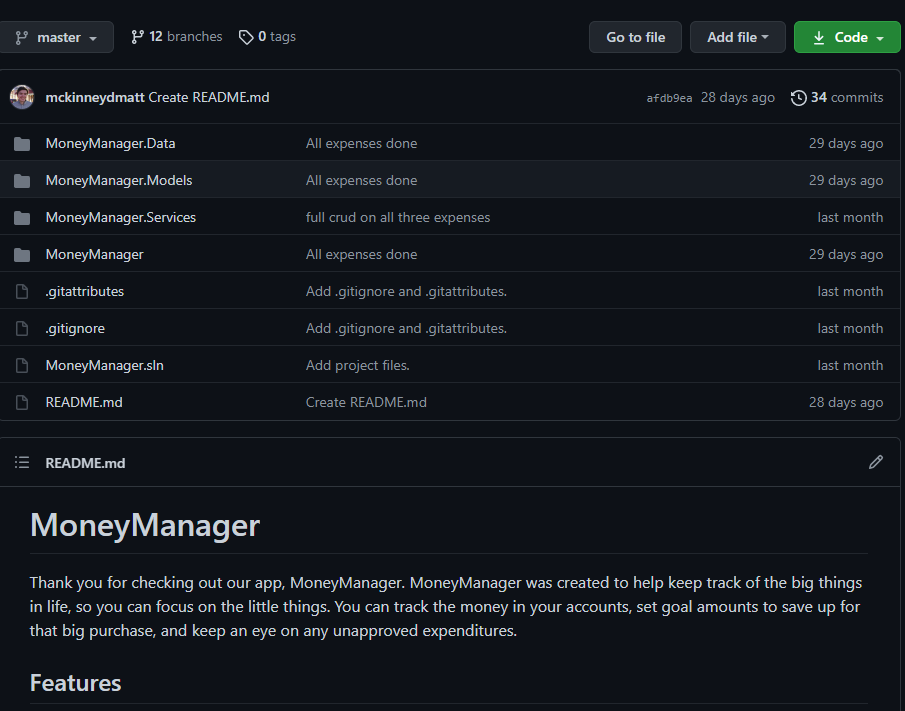 master 12 branches 0 tags Go to file Add file Code
mckinneydmatt Create README.md afdb9ea 28 days ago 34 commits
MoneyManager.Data All expenses done 29 days ago
MoneyManager.Models All expenses done 29 days ago
MoneyManager.Services full crud on all three expenses last month
MoneyManager All expenses done 29 days ago
.gitattributes Add .gitignore and .gitattributes. last month
.gitignore Add .gitignore and .gitattributes. last month
MoneyManager.sln Add project files. last month
README.md Create README.md 28 days ago
README.md
MoneyManager
Thank you for checking out our app, MoneyManager. MoneyManager was created to help keep track of the big things
in life, so you can focus on the little things. You can track the money in your accounts, set goal amounts to save up for
that big purchase, and keep an eye on any unapproved expenditures.
Features